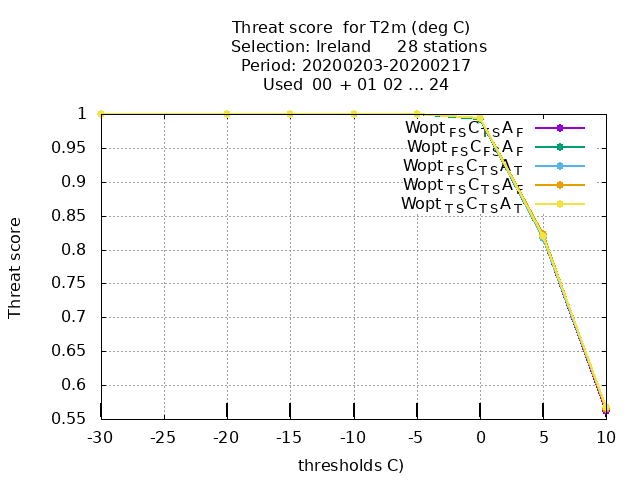 Threat score  for T2m (deg C)
Selection: Ireland     28 stations
Period: 20200203-20200217
Used  00 + 01 02 ... 24
Threat score
1
0.95
0.9
0.85
0.8
0.75
0.7
0.65
0.6
0.55
Wopt FS C TS A F
Wopt FS C FS A F
Wopt FS C TS A T
Wopt TS C TS A F
Wopt TS C TS A T
-30 -25 -20 -15 -10 -5 0 5 10
thresholds C)